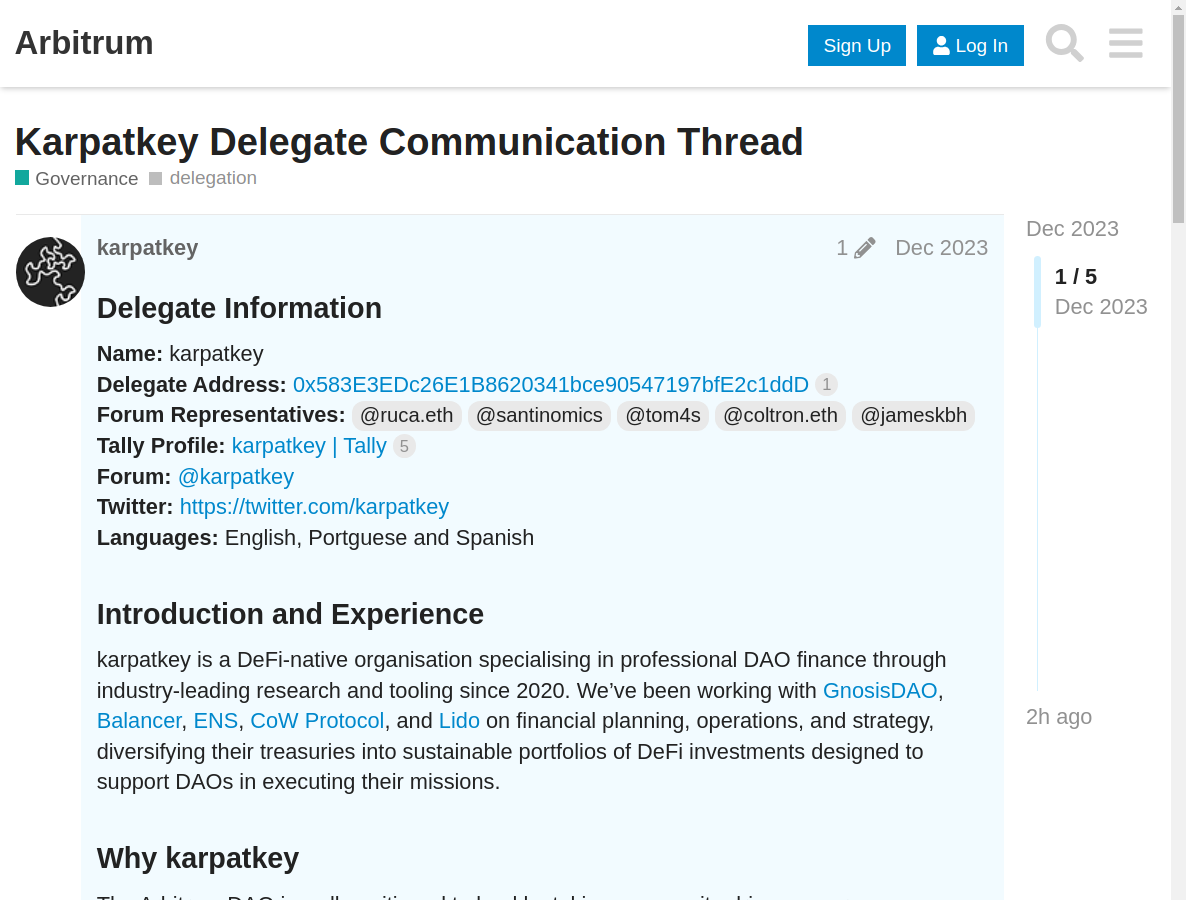 Arbitrum
Sign Up
Log In
Karpatkey Delegate Communication Thread
Governance delegation
karpatkey 1 Dec 2023
Delegate Information
Name: karpatkey
Delegate Address: 0x583E3EDc26E1B8620341bce90547197bfE2c1ddD 1
Forum Representatives: @ruca.eth @santinomics @tom4s @coltron.eth @jameskbh
Tally Profile: karpatkey | Tally 5
Forum: @karpatkey
Twitter: https://twitter.com/karpatkey
Languages: English, Portguese and Spanish
Introduction and Experience
karpatkey is a DeFi-native organisation specialising in professional DAO finance through
industry-leading research and tooling since 2020. We’ve been working with GnosisDAO,
Balancer, ENS, CoW Protocol, and Lido on financial planning, operations, and strategy,
diversifying their treasuries into sustainable portfolios of DeFi investments designed to
support DAOs in executing their missions.
Why karpatkey
Dec 2023
1 / 5
Dec 2023
2h ago